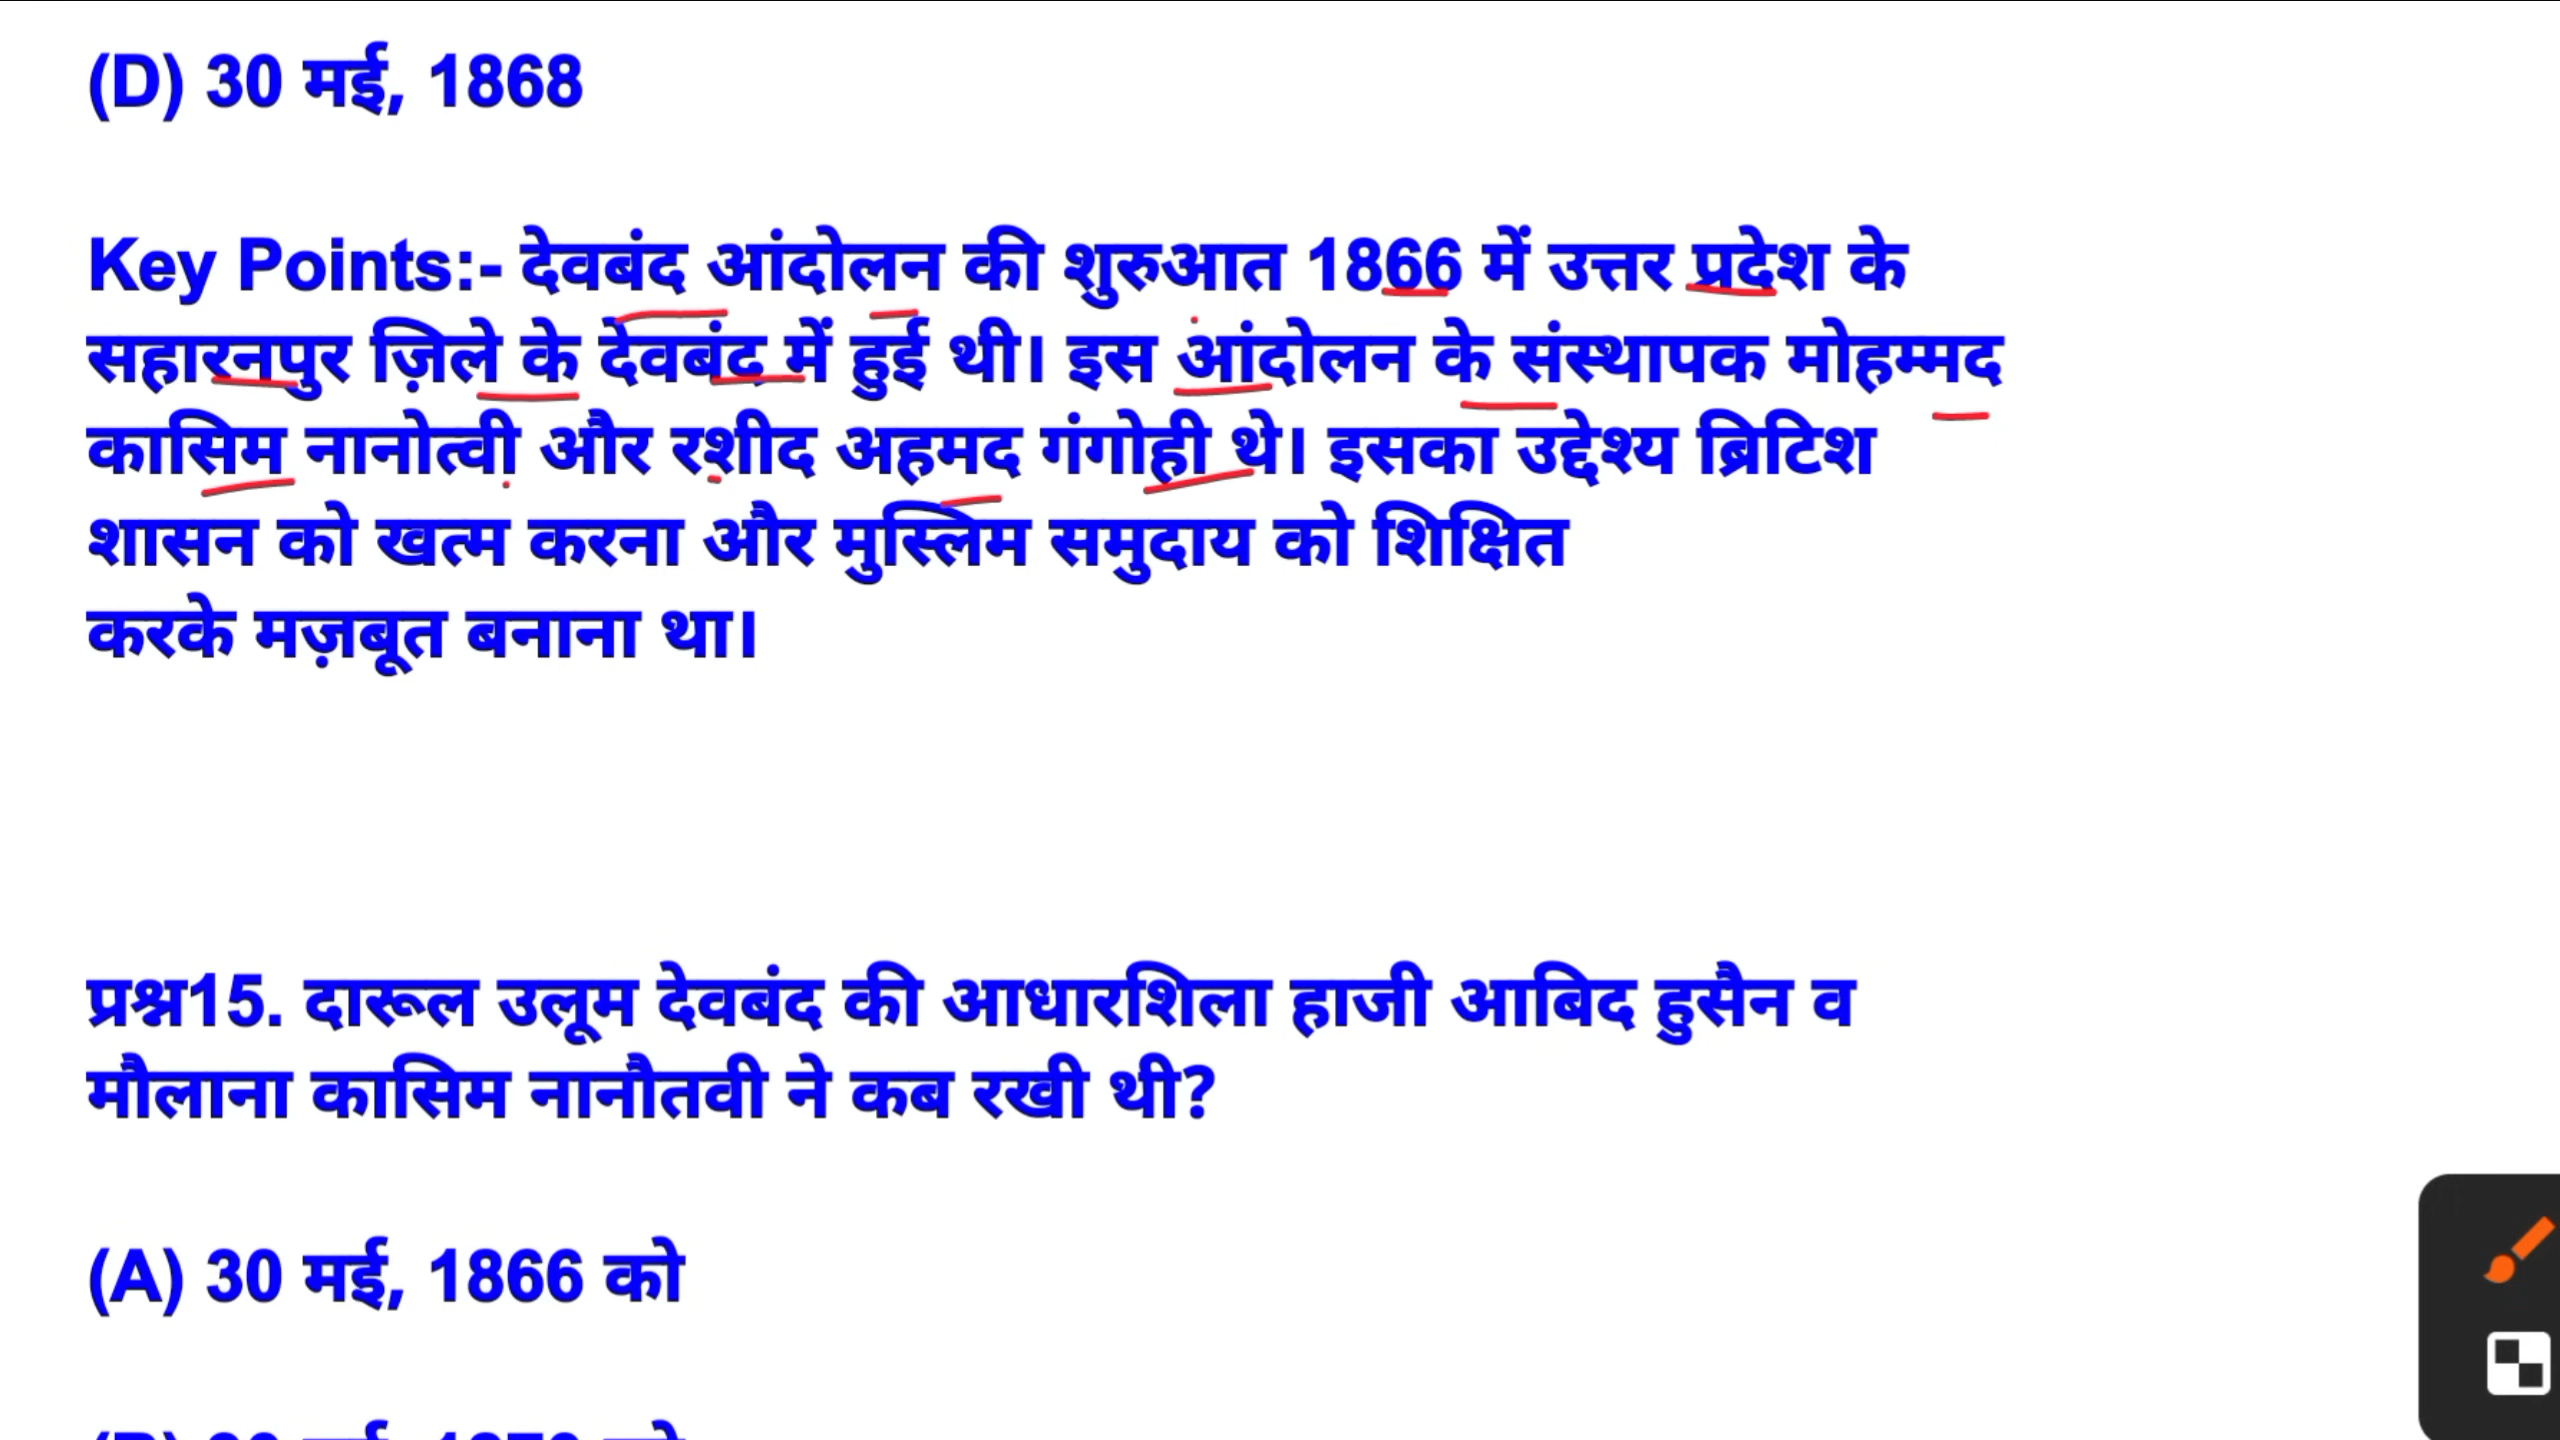 (D) 30 मई, 1868
Key Points:- देवबंद आंदोलन की शुरुआत 1866 में उत्तर प्रदेश के
सहारनपुर ज़िले के देवबंद में हुई थी। इस आंदोलन के संस्थापक मोहम्मद
कासिम नानोत्वी और रशीद अहमद गंगोही थे। इसका उद्देश्य ब्रिटिश
शासन को खत्म करना और मुस्लिम समुदाय को शिक्षित
करके मज़बूत बनाना था।
प्रश्न15. दारूल उलूम देवबंद की आधारशिला हाजी आबिद हुसैन व
मौलाना कासिम नानौतवी ने कब रखी थी?
(A) 30 मई, 1866 को